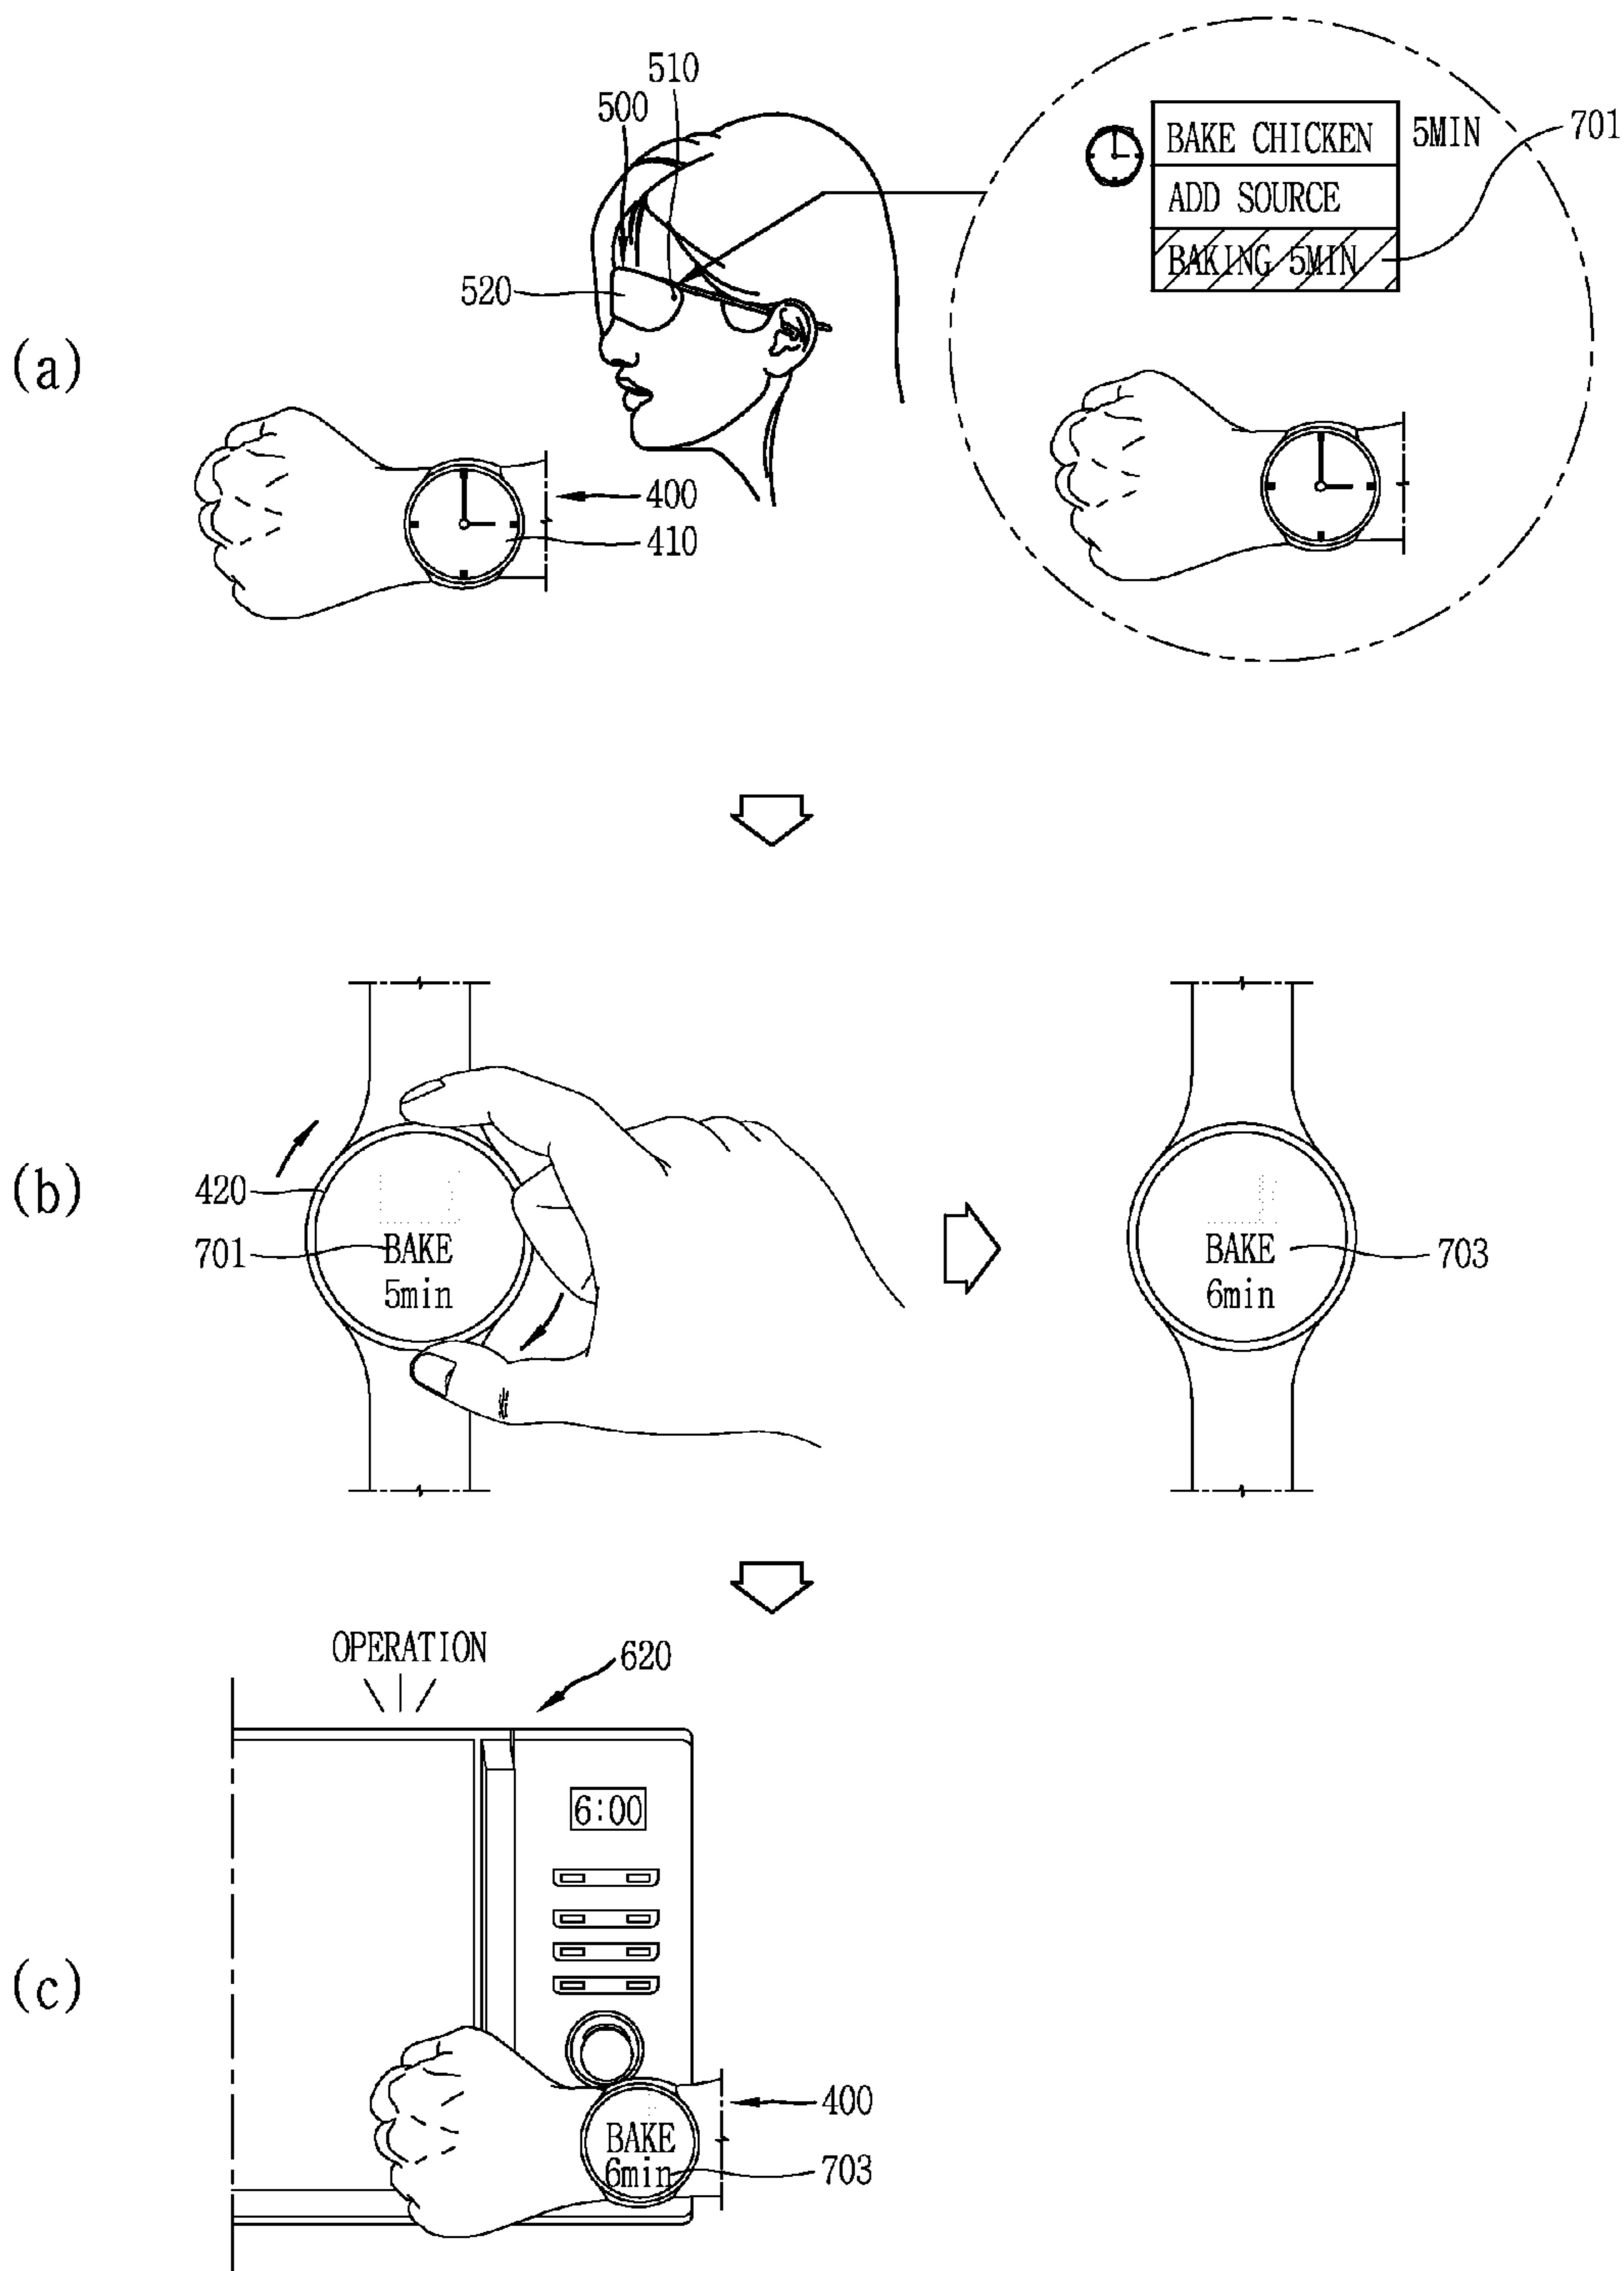 510
500
BAKE CHICKEN 5MIN
701
ADD SOURCE
BAKING 5MIN
520
(a)
400
410
(b)
420
701
BAKE
5min
BAKE
6min
703
OPERATION
620
6:00
(c)
400
BAKE
6min
703